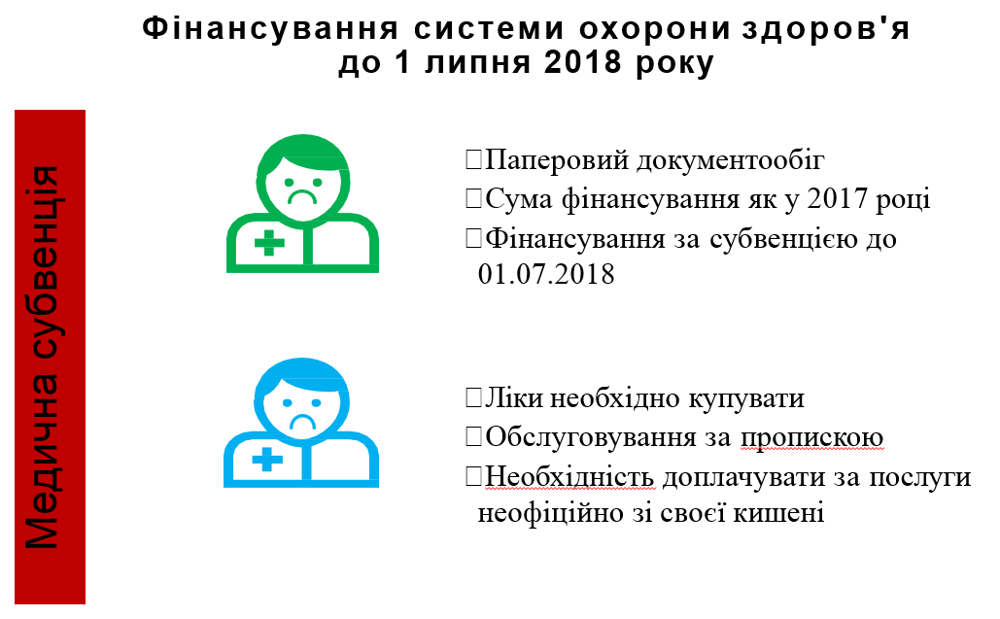 Фінансування системи охорони здоров'я
до 1 липня 2018 року
Медична субвенція
Паперовий документообіг
Сума фінансування як у 2017 році
Фінансування за субвенцією до
01.07.2018
Ліки необхідно купувати
Обслуговування за пропискою
Необхідність доплачувати за послуги
неофіційно зі своєї кишені